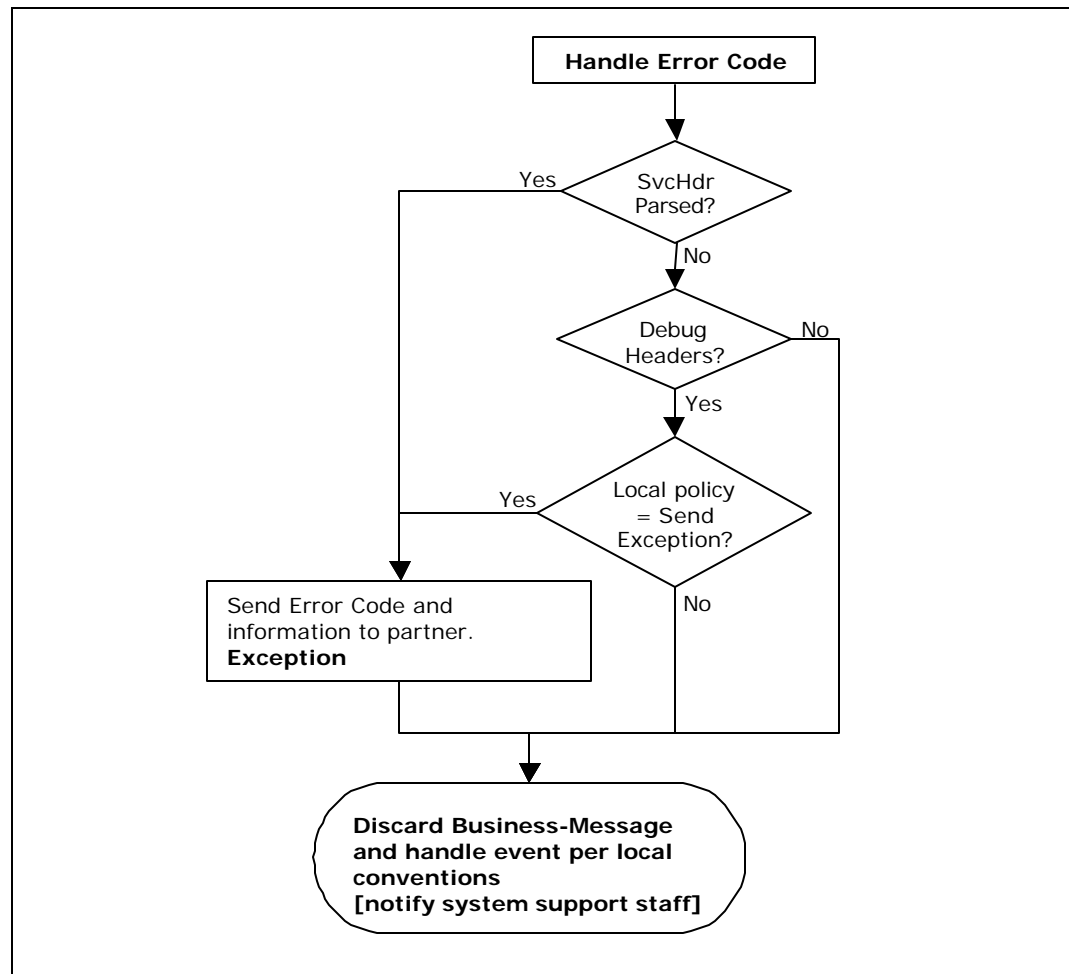 Handle Error Code
Yes
SvcHdr
Parsed?
No
Debug
Headers?
No
Yes
Yes
Local policy
= Send
Exception?
No
Send Error Code and
information to partner.
Exception
Discard Business-Message
and handle event per local
conventions
[notify system support staff]